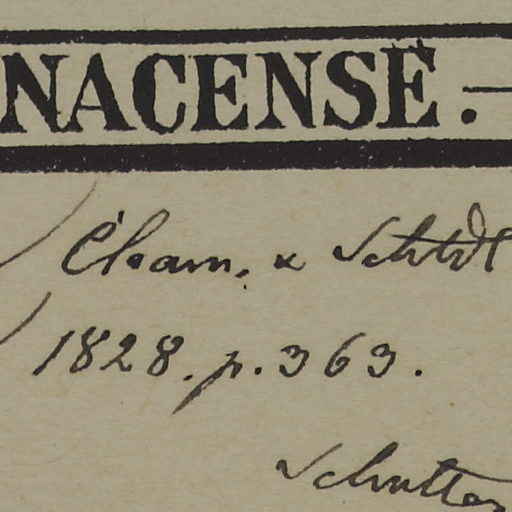 NACENSE.—
Cham. & Schltdl
1828. p. 363.